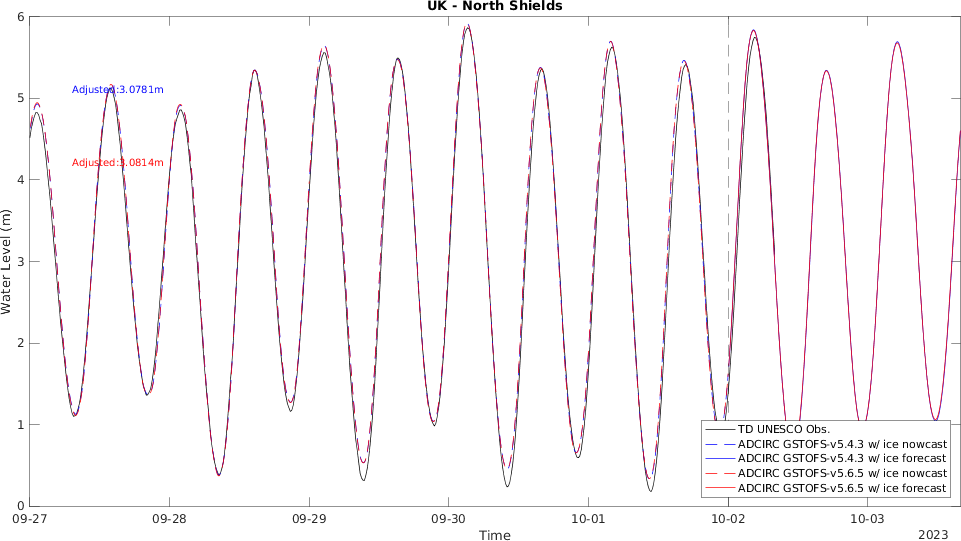 UK - North Shields
6
5
4
3
2
1
0
Water Level (m)
Adjusted:3.0781m
Adjusted:3.0814m
TD UNESCO Obs.
ADCIRC GSTOFS-v5.4.3 w/ ice nowcast
ADCIRC GSTOFS-v5.4.3 w/ ice forecast
ADCIRC GSTOFS-v5.6.5 w/ ice nowcast
ADCIRC GSTOFS-v5.6.5 w/ ice forecast
09-27 09-28 09-29 09-30 10-01 10-02 10-03
Time
2023